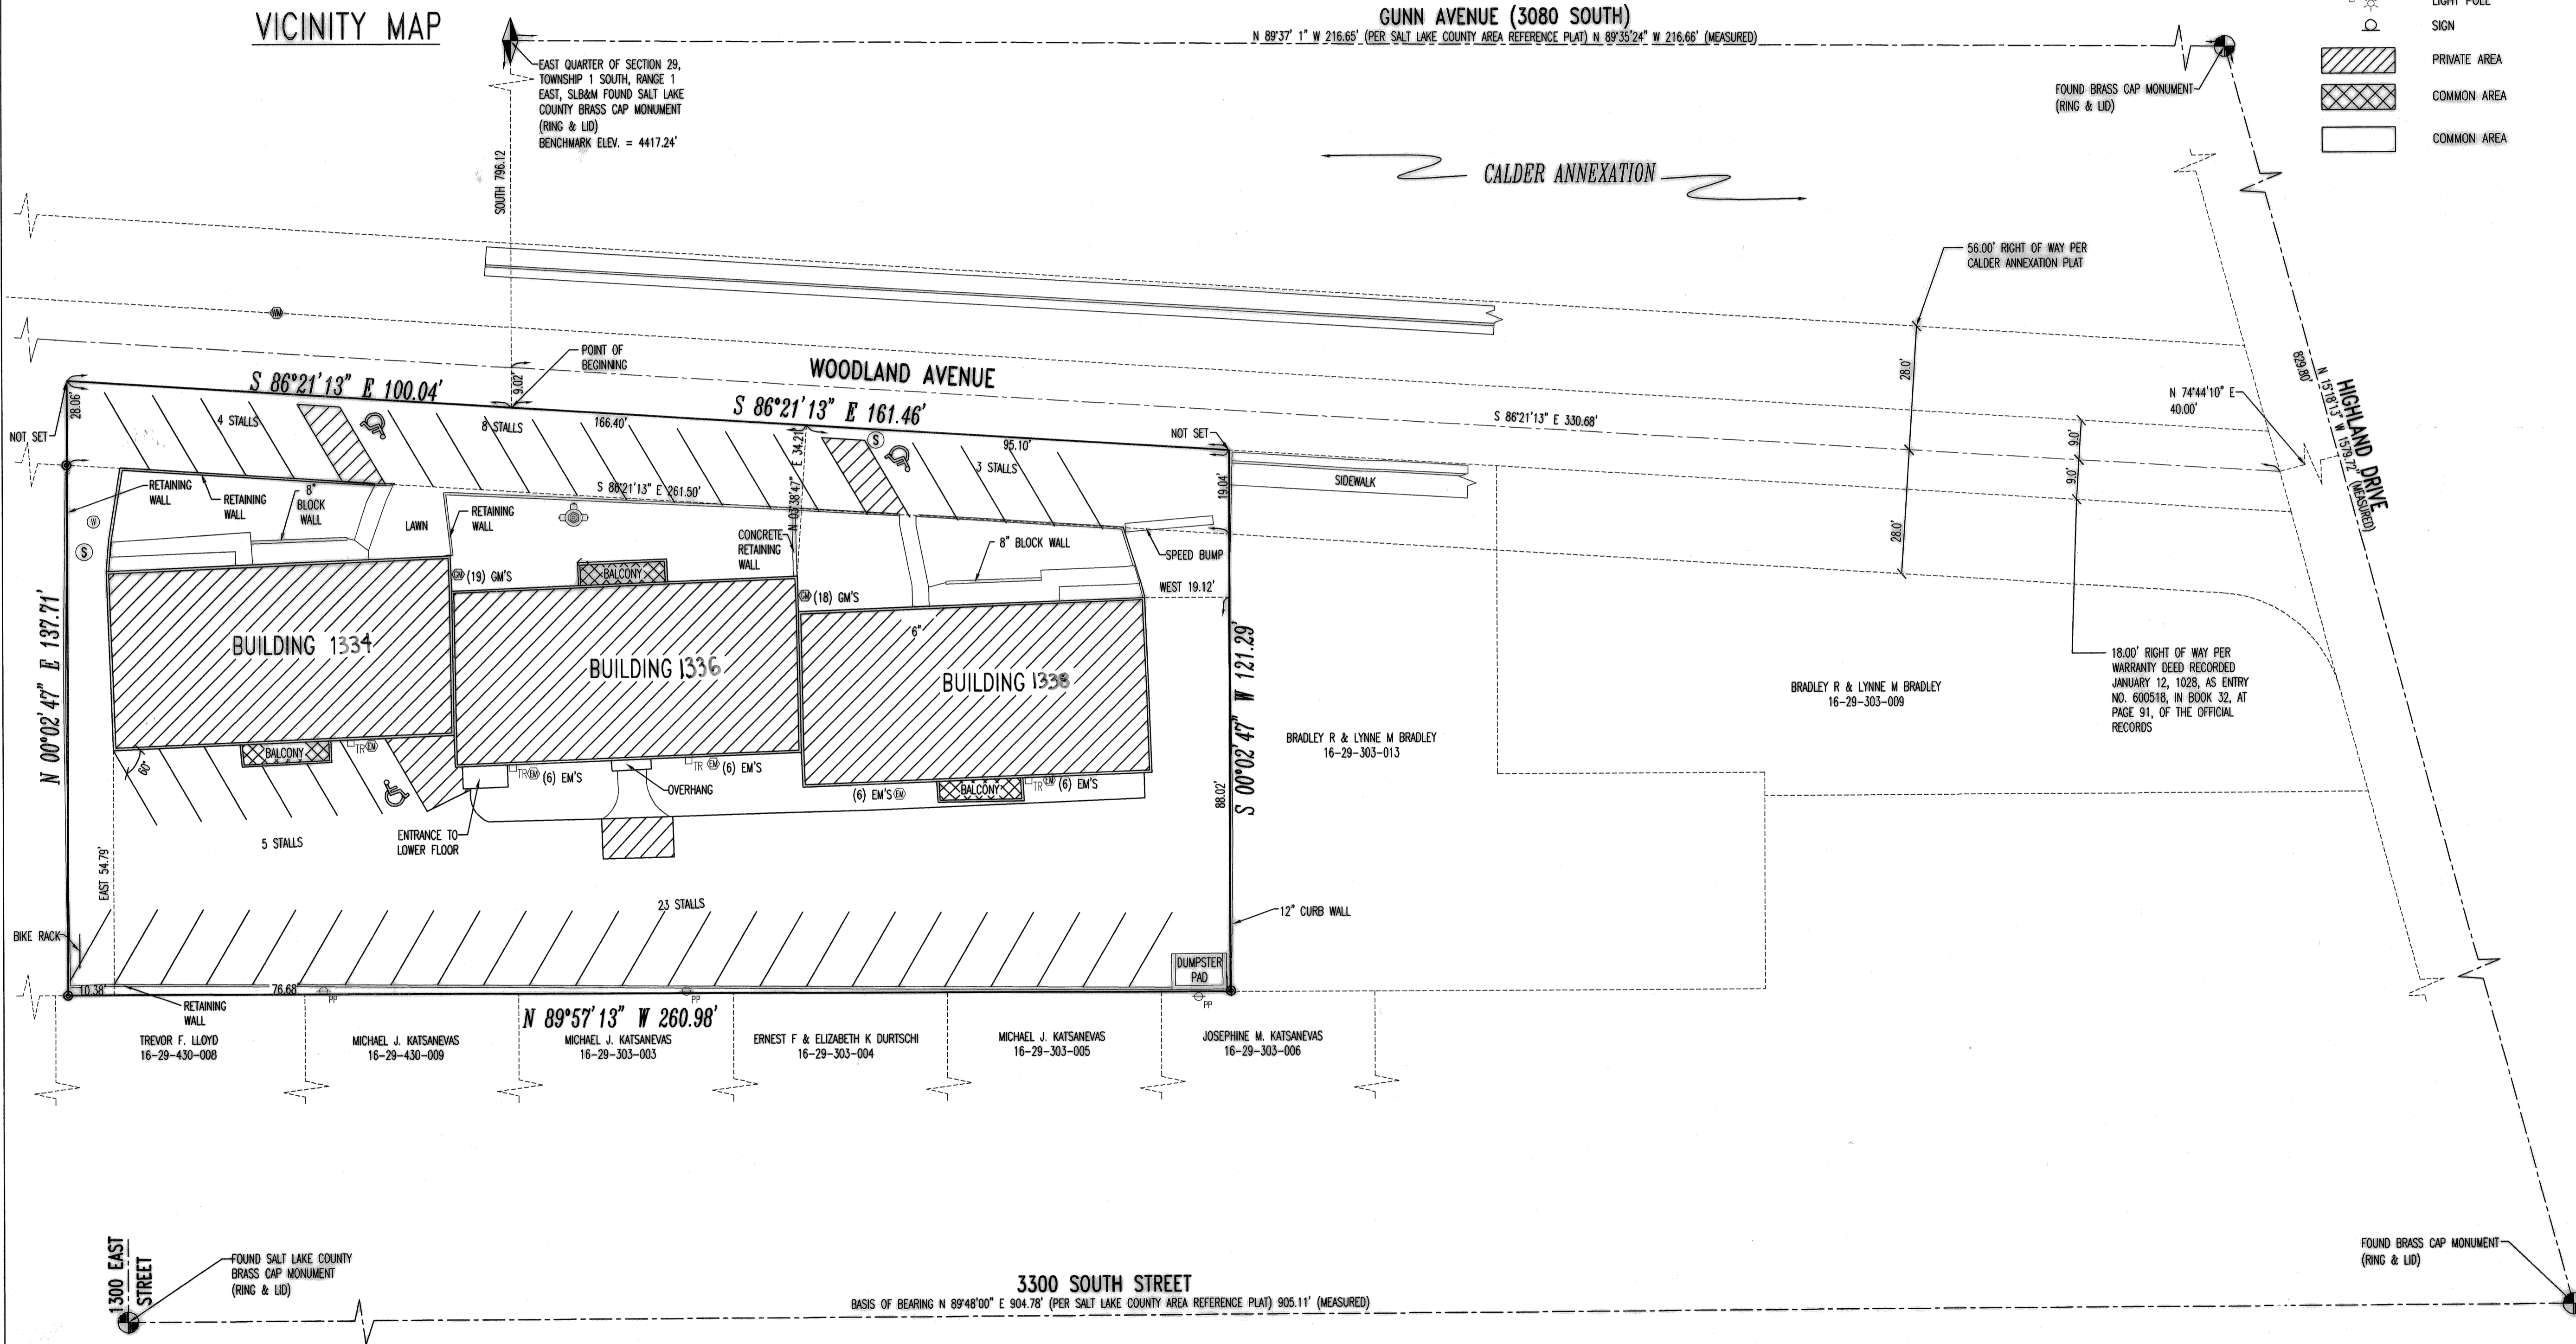 VICINITY MAP
GUNN AVENUE (3080 SOUTH)
N 89°37' 1" W 216.65' (PER SALT LAKE COUNTY AREA REFERENCE PLAT) N 89°35'24" W 216.66' (MEASURED)
LIGHT POLE
SIGN
PRIVATE AREA
COMMON AREA
COMMON AREA
EAST QUARTER OF SECTION 29,
TOWNSHIP 1 SOUTH, RANGE 1
EAST, SLB&M FOUND SALT LAKE
COUNTY BRASS CAP MONUMENT
(RING & LID)
BENCHMARK ELEV. = 4417.24'
SOUTH 796.12
FOUND BRASS CAP MONUMENT
(RING & LID)
CALDER ANNEXATION
56.00' RIGHT OF WAY PER
CALDER ANNEXATION PLAT
WM
POINT OF
BEGINNING
9.02'
WOODLAND AVENUE
S 86°21'13" E 100.04'
S 86°21'13" E 161.46'
S 86°21'13" E 330.68'
28.0'
9.0'
9.0'
28.0'
829.80'
N 15°18'13" W 1579.72' (MEASURED)
HIGHLAND DRIVE
N 74°44'10" E
40.00'
28.06'
NOT SET
4 STALLS
8 STALLS
166.40'
N 03°38'47" E 34.21'
S
95.10'
3 STALLS
NOT SET
19.04'
SIDEWALK
RETAINING
WALL
RETAINING
WALL
8"
BLOCK
WALL
LAWN
RETAINING
WALL
S 86°21'13" E 261.50'
CONCRETE
RETAINING
WALL
8" BLOCK WALL
SPEED BUMP
WEST 19.12'
W
S
GM (19) GM'S
BALCONY
GM (18) GM'S
BUILDING 1334
BUILDING 1336
6"
BUILDING 1338
N 00°02'47" E 137.71'
S 00°02'47" W 121.29'
88.02'
BRADLEY R & LYNNE M BRADLEY
16-29-303-013
BRADLEY R & LYNNE M BRADLEY
16-29-303-009
18.00' RIGHT OF WAY PER
WARRANTY DEED RECORDED
JANUARY 12, 1028, AS ENTRY
NO. 600518, IN BOOK 32, AT
PAGE 91, OF THE OFFICIAL
RECORDS
60°
BALCONY
TR EM
TR EM (6) EM'S
TR EM (6) EM'S
OVERHANG
(6) EM'S EM
BALCONY
TR EM (6) EM'S
ENTRANCE TO
LOWER FLOOR
5 STALLS
EAST 54.79'
23 STALLS
12" CURB WALL
BIKE RACK
DUMPSTER
PAD
10.38'
76.68'
PP
PP
PP
RETAINING
WALL
N 89°57'13" W 260.98'
TREVOR F. LLOYD
16-29-430-008
MICHAEL J. KATSANEVAS
16-29-430-009
MICHAEL J. KATSANEVAS
16-29-303-003
ERNEST F & ELIZABETH K DURTSCHI
16-29-303-004
MICHAEL J. KATSANEVAS
16-29-303-005
JOSEPHINE M. KATSANEVAS
16-29-303-006
1300 EAST
STREET
FOUND SALT LAKE COUNTY
BRASS CAP MONUMENT
(RING & LID)
3300 SOUTH STREET
BASIS OF BEARING N 89°48'00" E 904.78' (PER SALT LAKE COUNTY AREA REFERENCE PLAT) 905.11' (MEASURED)
FOUND BRASS CAP MONUMENT
(RING & LID)